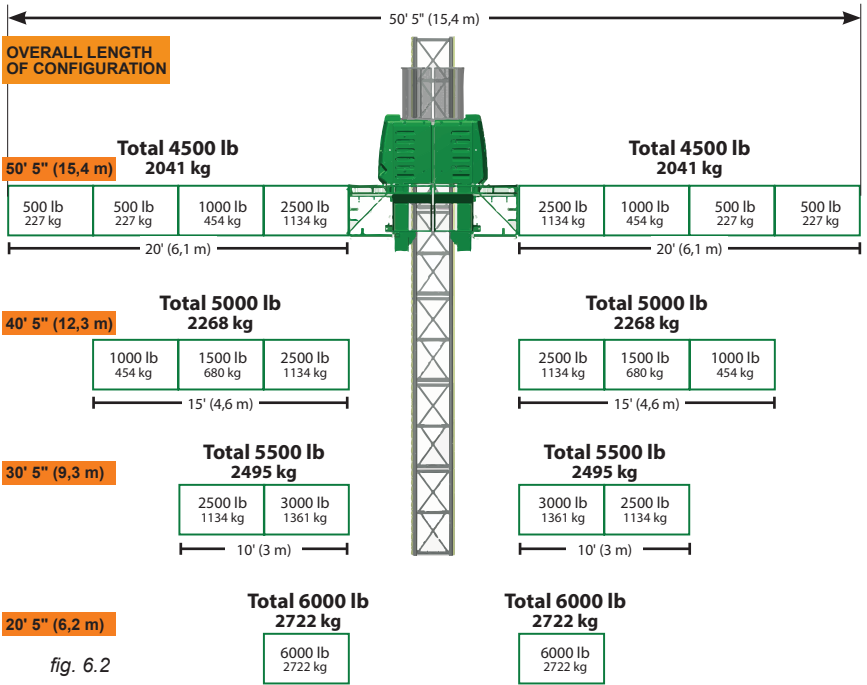 50' 5" (15,4 m)
OVERALL LENGTH
OF CONFIGURATION
Total 4500 lb
2041 kg
Total 4500 lb
2041 kg
50' 5" (15,4 m)
500 lb
227 kg
500 lb
227 kg
1000 lb
454 kg
2500 lb
1134 kg
2500 lb
1134 kg
1000 lb
454 kg
500 lb
227 kg
500 lb
227 kg
20' (6,1 m)
20' (6,1 m)
Total 5000 lb
2268 kg
Total 5000 lb
2268 kg
40' 5" (12,3 m)
1000 lb
454 kg
1500 lb
680 kg
2500 lb
1134 kg
2500 lb
1134 kg
1500 lb
680 kg
1000 lb
454 kg
15' (4,6 m)
15' (4,6 m)
Total 5500 lb
2495 kg
Total 5500 lb
2495 kg
30' 5" (9,3 m)
2500 lb
1134 kg
3000 lb
1361 kg
3000 lb
1361 kg
2500 lb
1134 kg
10' (3 m)
10' (3 m)
Total 6000 lb
2722 kg
Total 6000 lb
2722 kg
20' 5" (6,2 m)
6000 lb
2722 kg
6000 lb
2722 kg
fig. 6.2